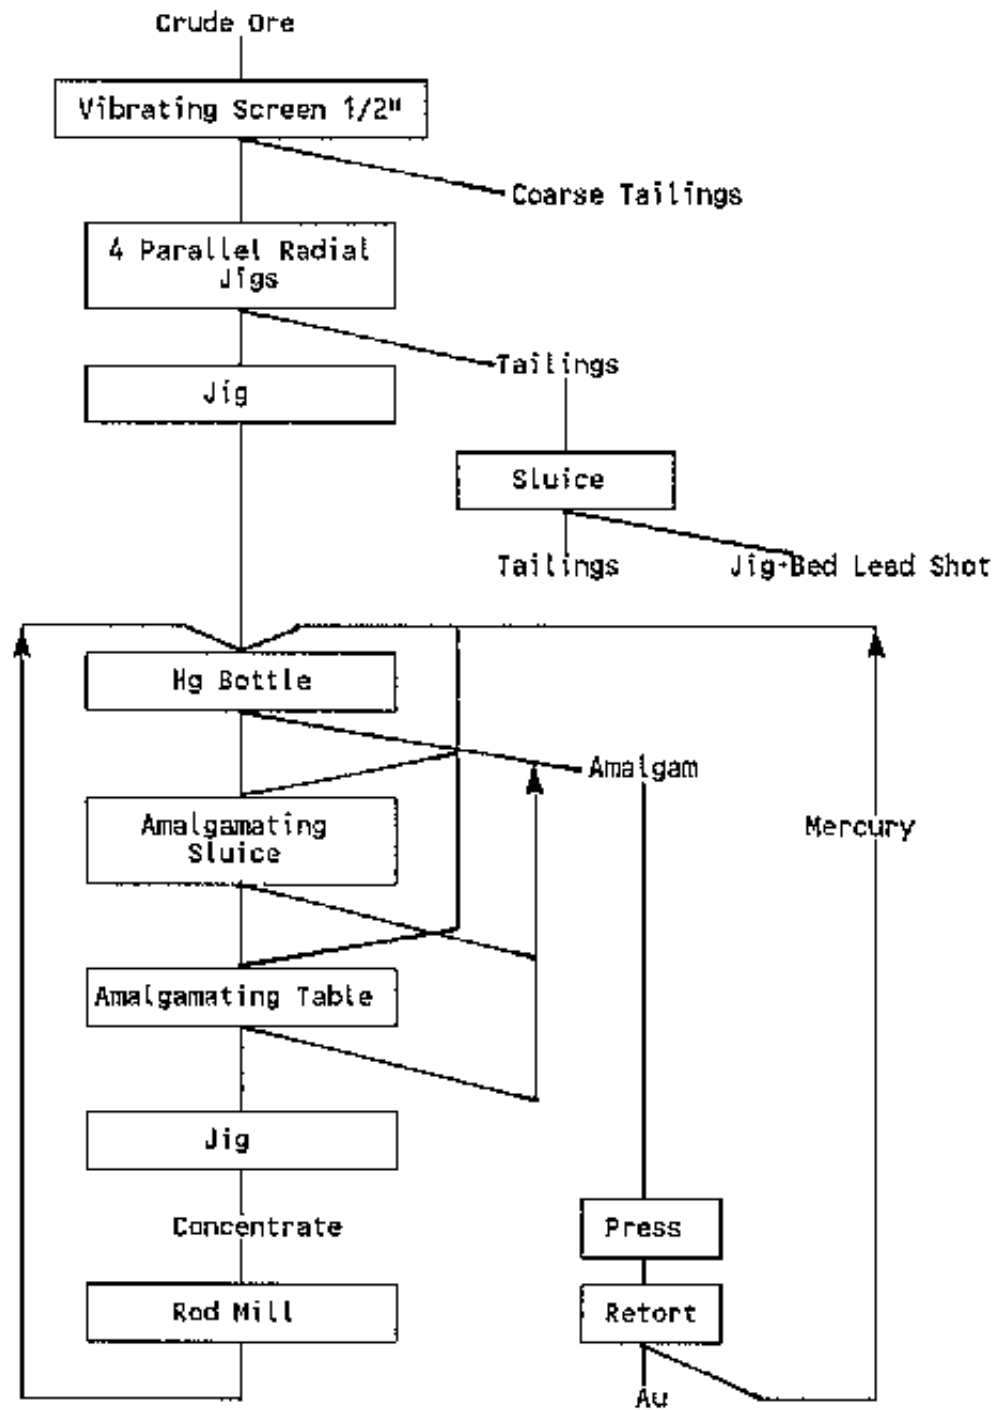 Crude Ore
Vibrating Screen 1/2"
Coarse Tailings
4 Parallel Radial
Jigs
Tailings
Jig
Sluice
Tailings
Jig-Bed Lead Shot
Hg Bottle
Amalgam
Amalgamating
Sluice
Mercury
Amalgamating Table
Jig
Concentrate
Press
Rod Mill
Retort
Au